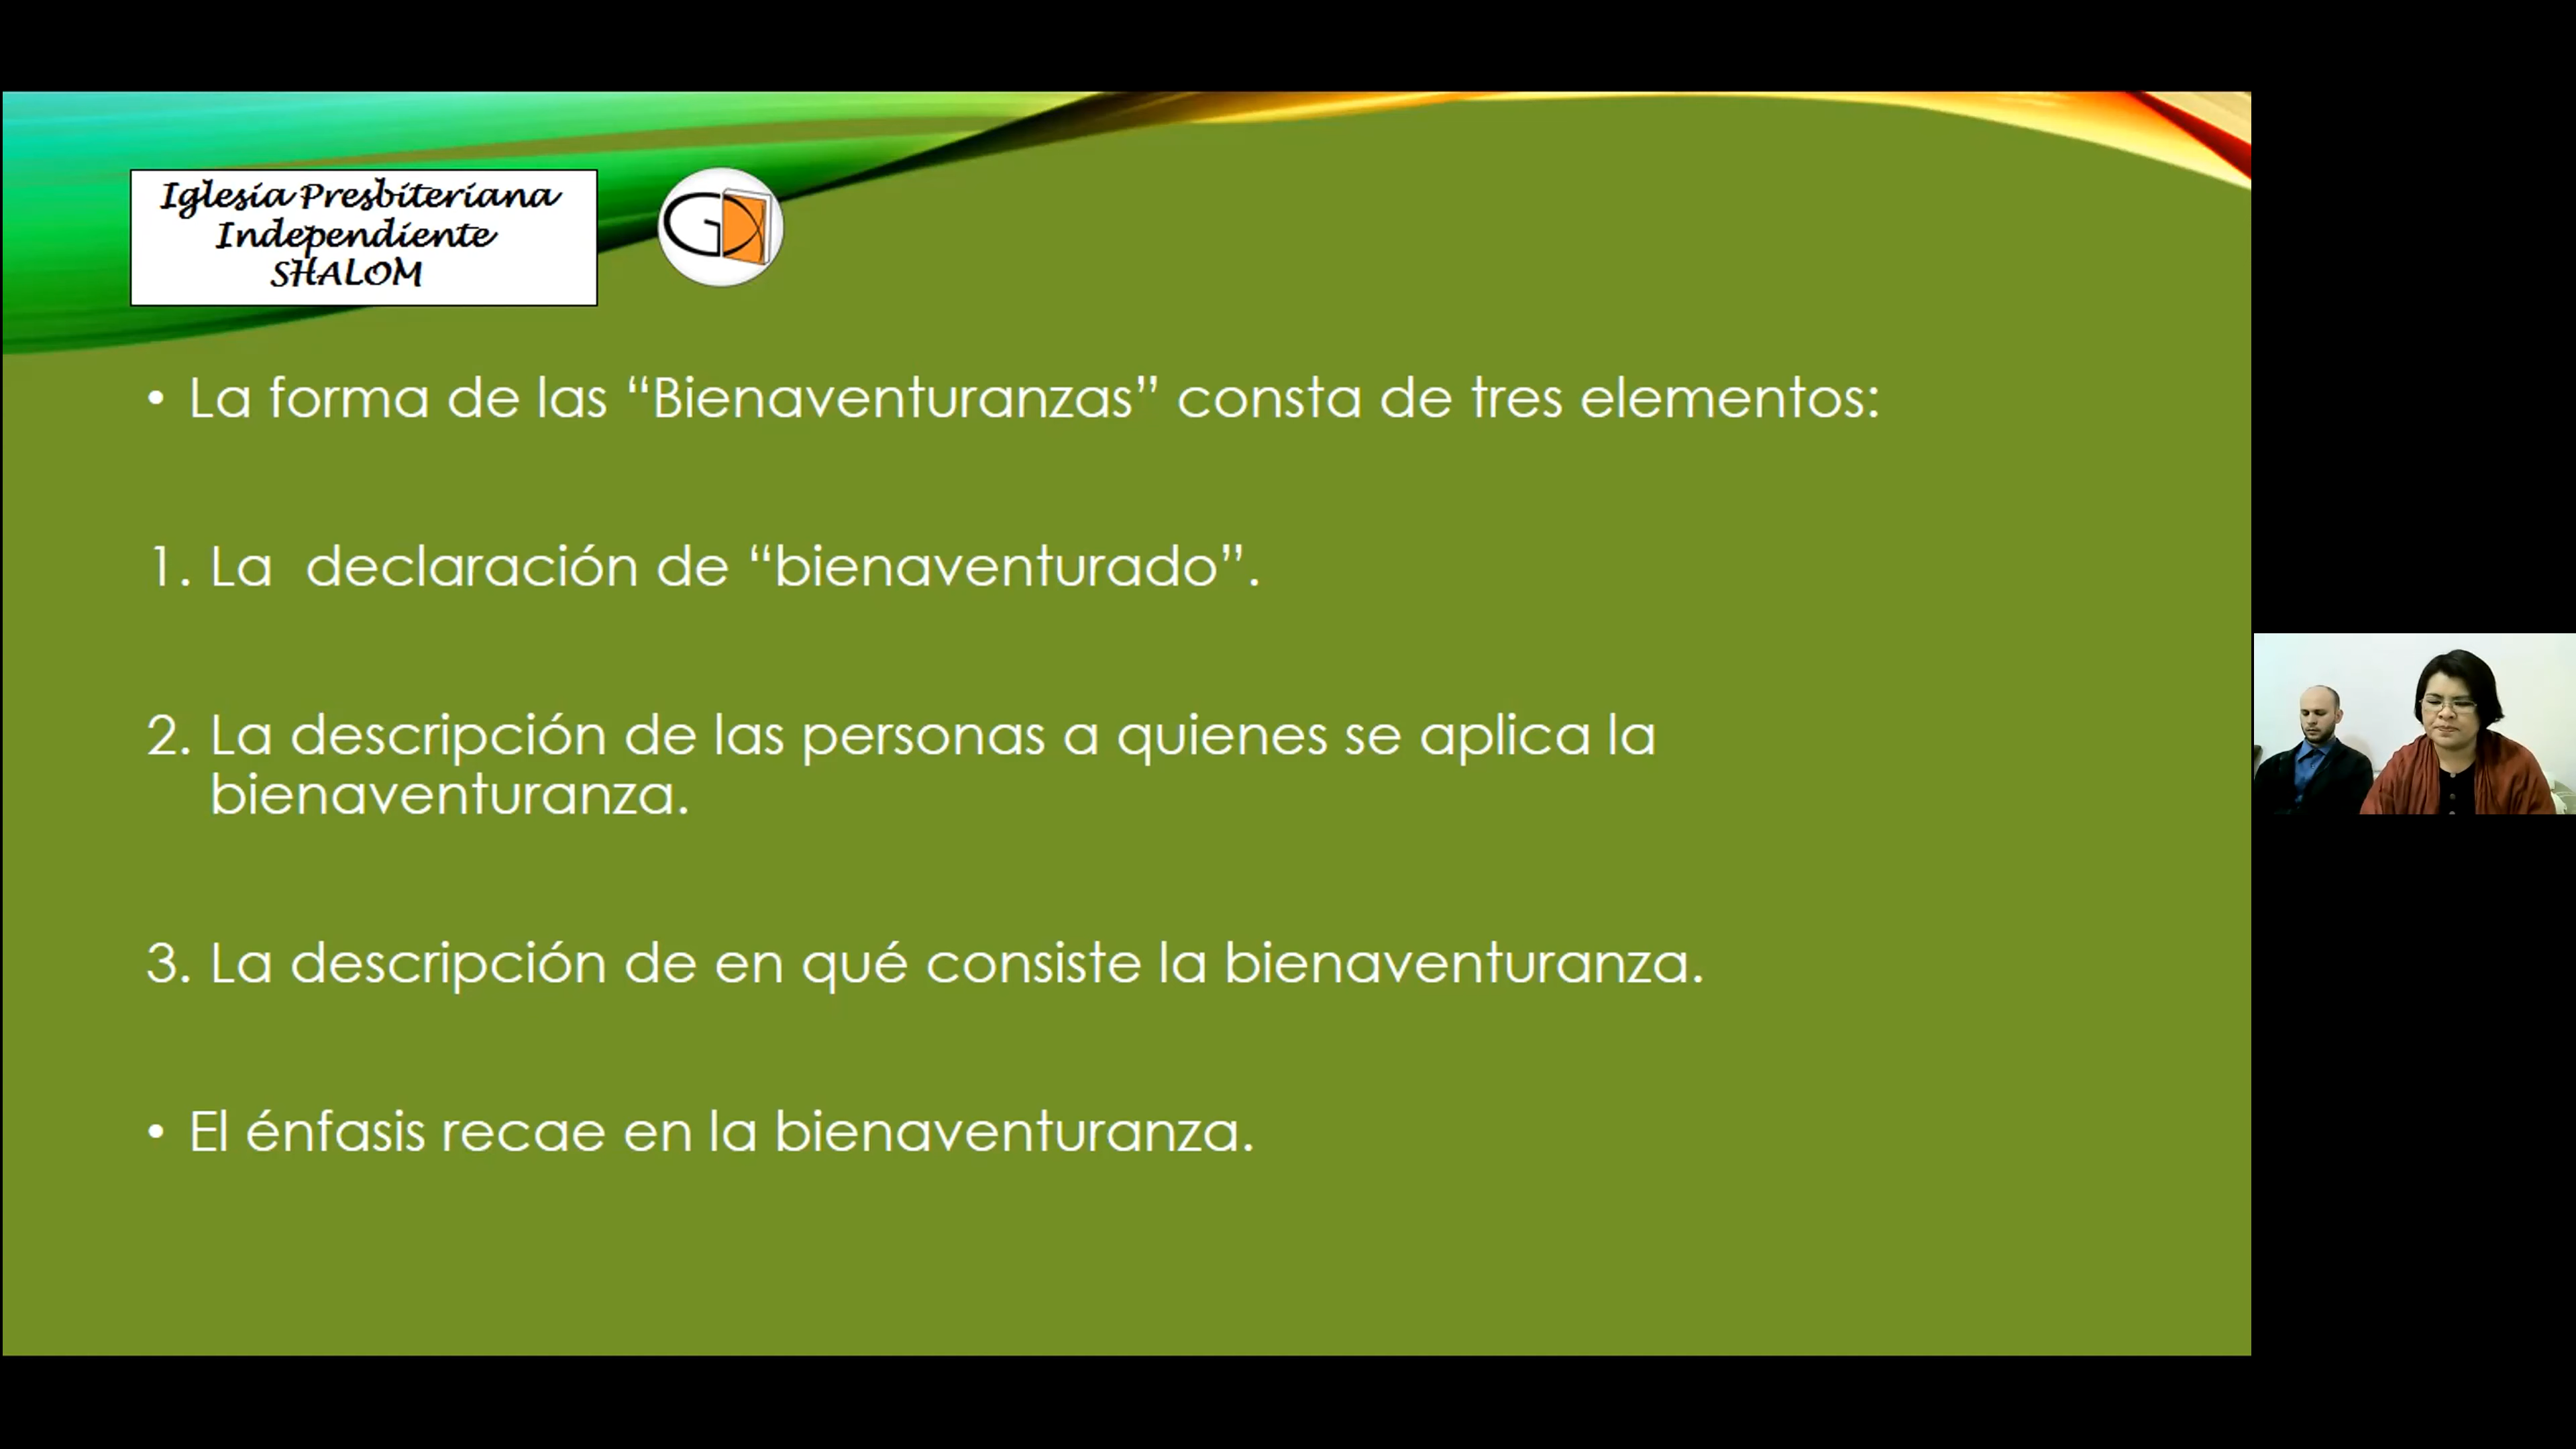 Iglesia Presbiteriana
Independiente
SHALOM
• La forma de las “Bienaventuranzas” consta de tres elementos:
1. La  declaración de “bienaventurado”.
2. La descripción de las personas a quienes se aplica la
bienaventuranza.
3. La descripción de en qué consiste la bienaventuranza.
• El énfasis recae en la bienaventuranza.